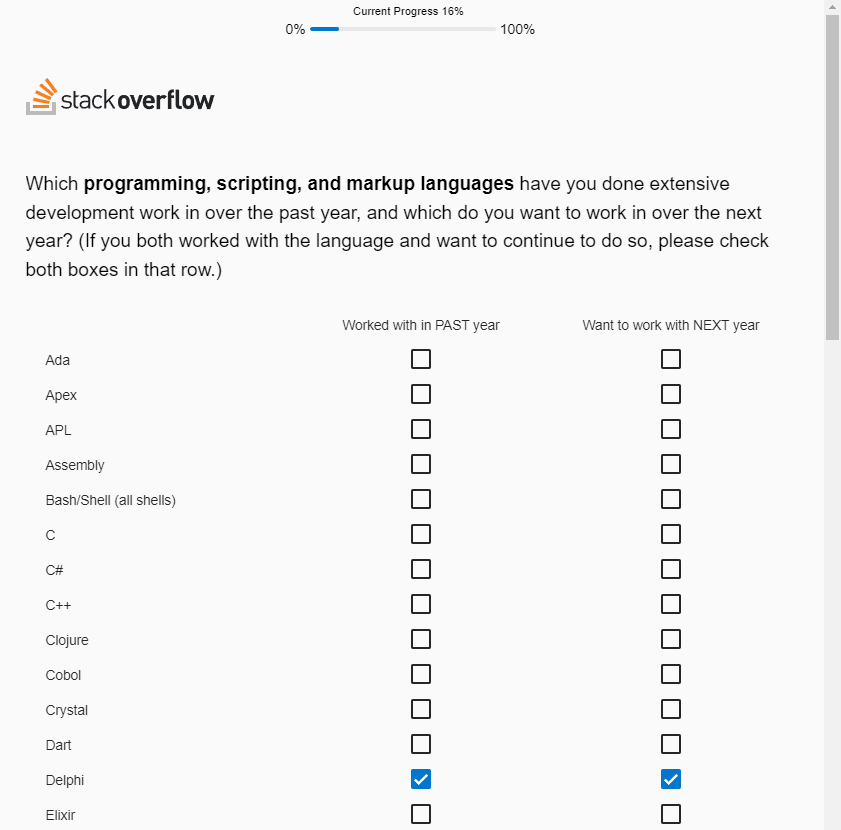 Current Progress 16%
0% 100%
stackoverflow
Which programming, scripting, and markup languages have you done extensive
development work in over the past year, and which do you want to work in over the next
year? (If you both worked with the language and want to continue to do so, please check
both boxes in that row.)
Worked with in PAST year Want to work with NEXT year
Ada
Apex
APL
Assembly
Bash/Shell (all shells)
C
C#
C++
Clojure
Cobol
Crystal
Dart
Delphi
Elixir